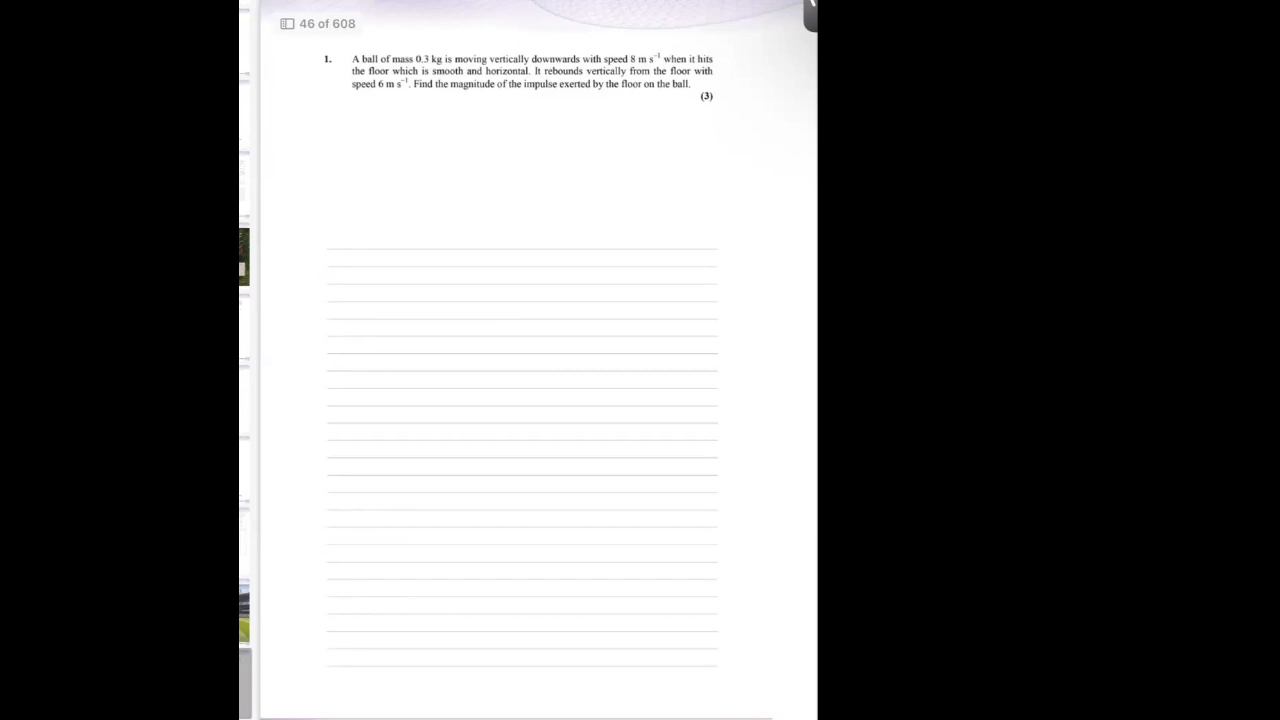 46 of 608
1. A ball of mass 0.3 kg is moving vertically downwards with speed 8 m s⁻¹ when it hits
the floor which is smooth and horizontal. It rebounds vertically from the floor with
speed 6 m s⁻¹. Find the magnitude of the impulse exerted by the floor on the ball.
(3)